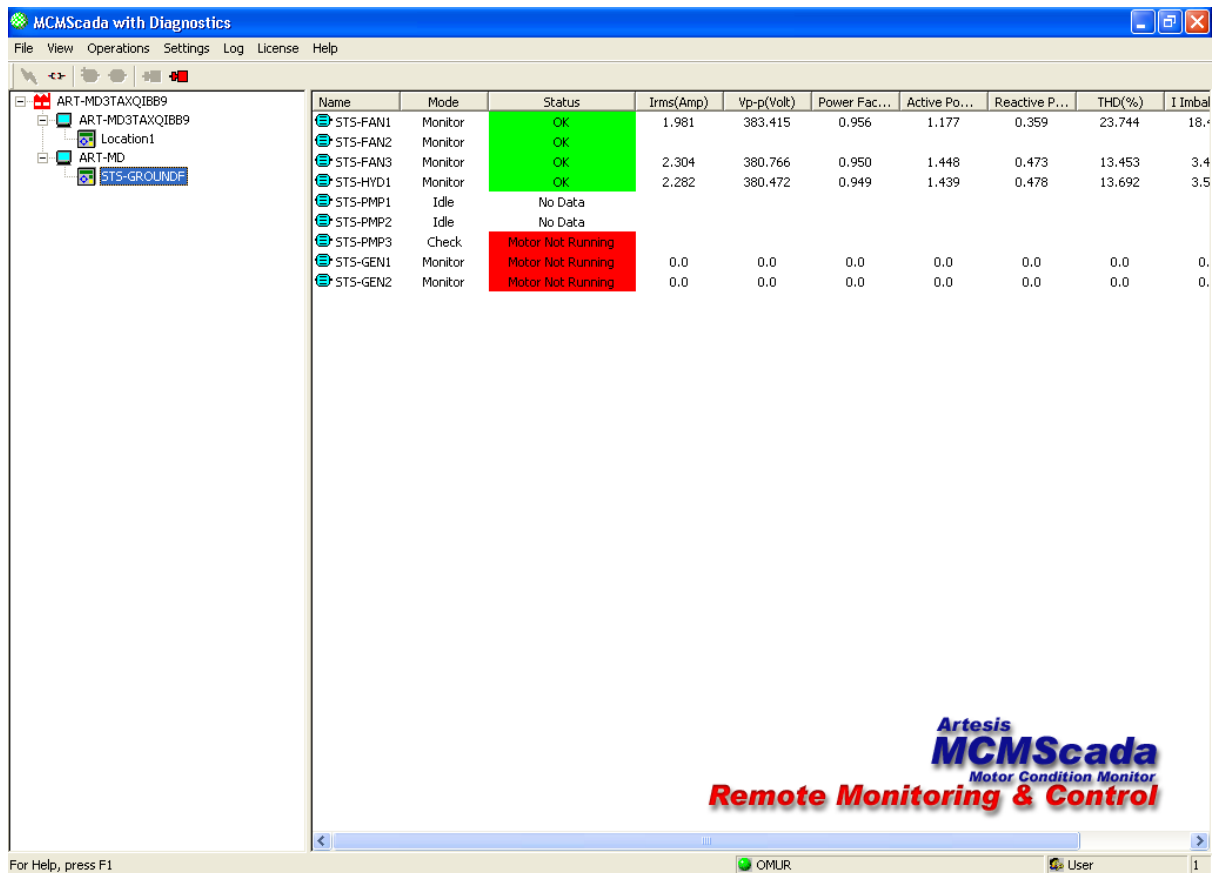 MCMScada with Diagnostics
File View Operations Settings Log License Help
ART-MD3TAXQIBB9
ART-MD3TAXQIBB9
Location1
ART-MD
STS-GROUNDF
Name Mode Status Irms(Amp) Vp-p(Volt) Power Fac... Active Po... Reactive P... THD(%) I Imbal
STS-FAN1 Monitor OK 1.981 383.415 0.956 1.177 0.359 23.744 18.4
STS-FAN2 Monitor OK
STS-FAN3 Monitor OK 2.304 380.766 0.950 1.448 0.473 13.453 3.4
STS-HYD1 Monitor OK 2.282 380.472 0.949 1.439 0.478 13.692 3.5
STS-PMP1 Idle No Data
STS-PMP2 Idle No Data
STS-PMP3 Check Motor Not Running
STS-GEN1 Monitor Motor Not Running 0.0 0.0 0.0 0.0 0.0 0.0 0.
STS-GEN2 Monitor Motor Not Running 0.0 0.0 0.0 0.0 0.0 0.0 0.
Artesis
MCMScada
Motor Condition Monitor
Remote Monitoring & Control
For Help, press F1 OMUR User 1